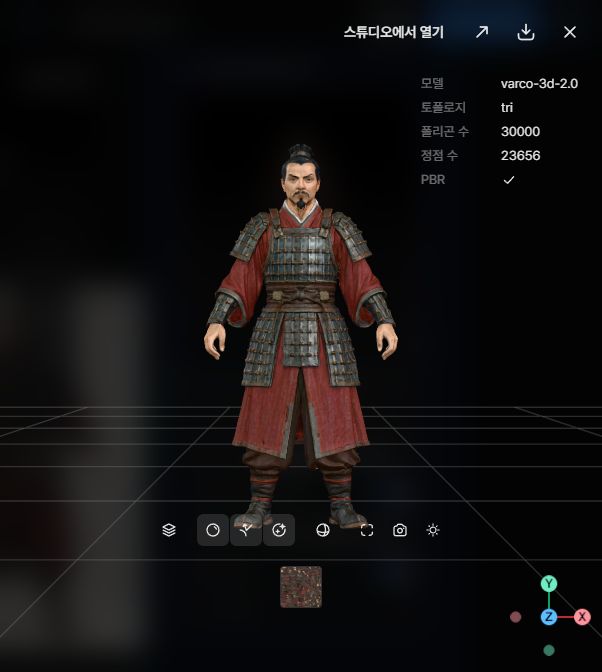 스튜디오에서 열기
모델 varco-3d-2.0
토폴로지 tri
폴리곤 수 30000
정점 수 23656
PBR
Y
Z X